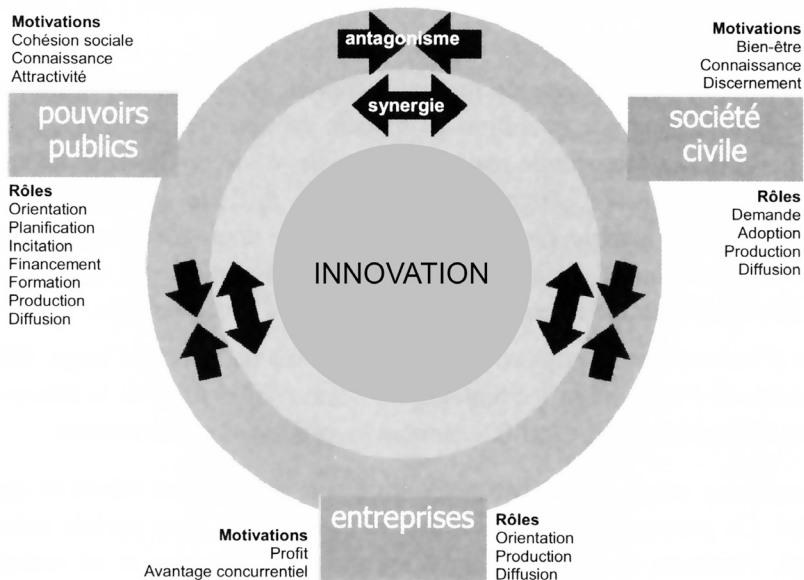 Motivations
Cohésion sociale
Connaissance
Attractivité
pouvoirs
publics
Rôles
Orientation
Planification
Incitation
Financement
Formation
Production
Diffusion
antagonisme
synergie
INNOVATION
Motivations
Bien-être
Connaissance
Discernement
société
civile
Rôles
Demande
Adoption
Production
Diffusion
entreprises
Motivations
Profit
Avantage concurrentiel
Rôles
Orientation
Production
Diffusion